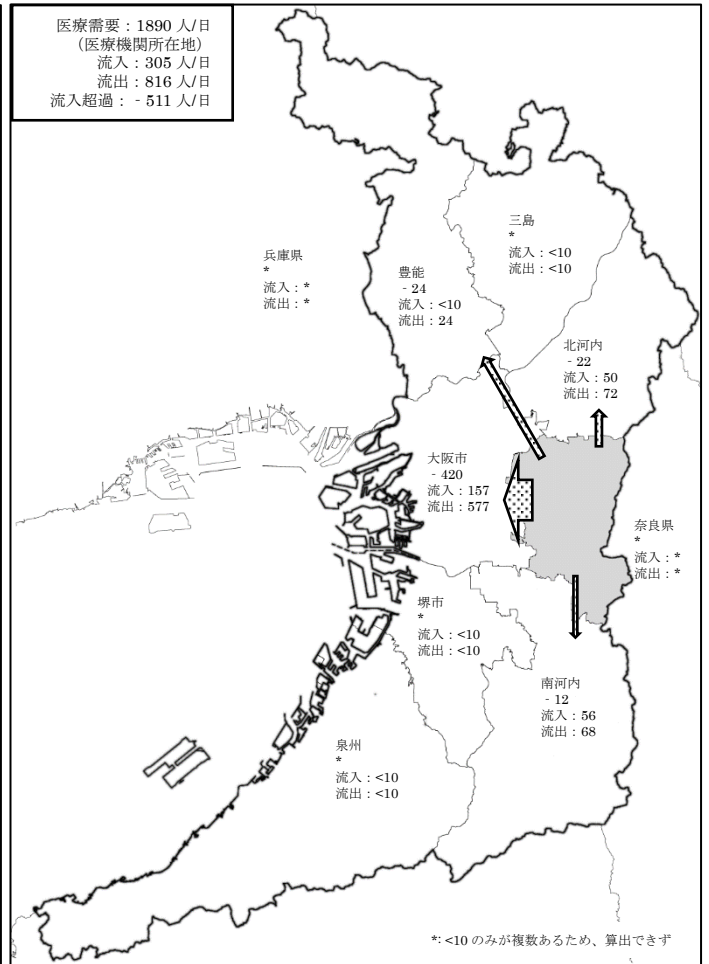 医療需要：1890 人/日
（医療機関所在地）
流入：305 人/日
流出：816 人/日
流入超過： - 511 人/日
三島
*
流入：<10
流出：<10
兵庫県
*
流入：*
流出：*
豊能
- 24
流入：<10
流出：24
北河内
- 22
流入：50
流出：72
大阪市
- 420
流入：157
流出：577
奈良県
*
流入：*
流出：*
堺市
*
流入：<10
流出：<10
南河内
- 12
流入：56
流出：68
泉州
*
流入：<10
流出：<10
*: <10 のみが複数あるため、算出できず